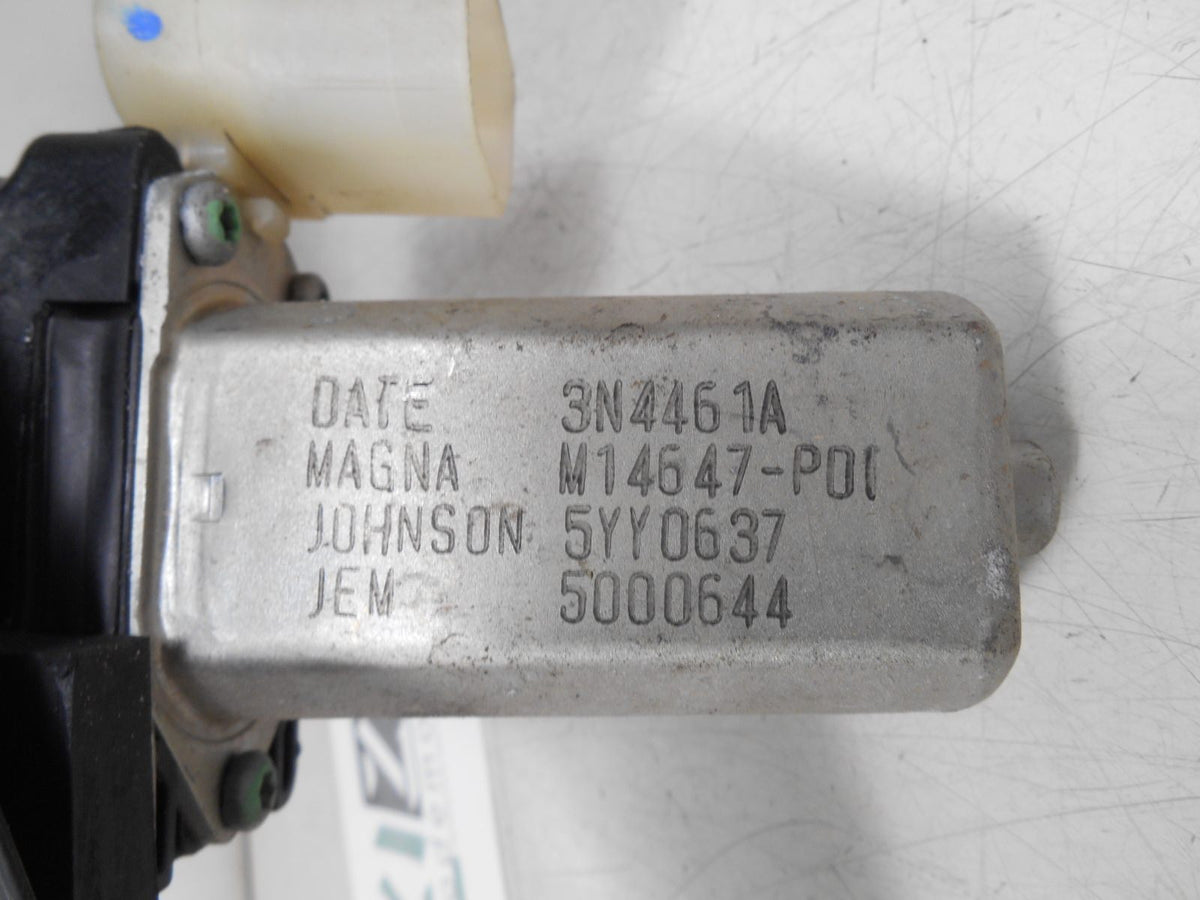 DATE 3N4461A
MAGNA M14647-P01
JOHNSON 5YY0637
JEM 5000644